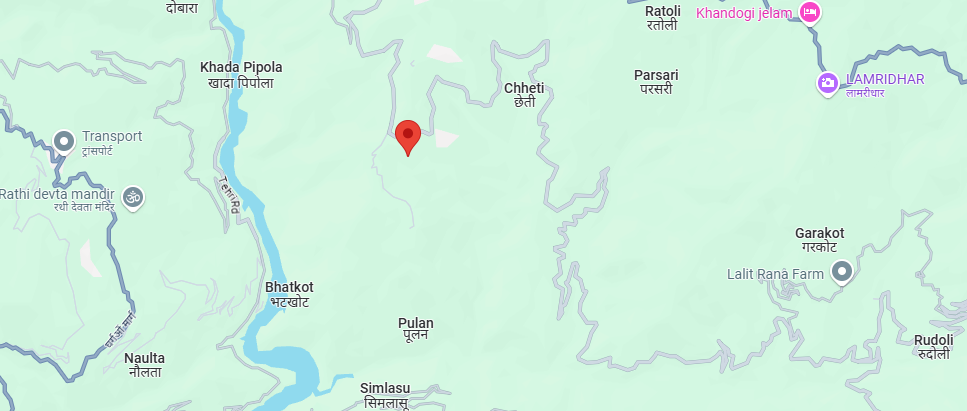 दोबारा
Ratoli
रतोली
Khandogi jelam
Khada Pipola
खादा पिपोला
Parsari
परसरी
LAMRIDHAR
लामरीधार
Chheti
छेती
Transport
ट्रांसपोर्ट
Rathi devta mandir
रथी देवता मंदिर
Tehri Rd
Garakot
गरकोट
Lalit Rana Farm
Bhatkot
भटखोट
Pulan
पूलन
Rudoli
रुदोली
Naulta
नौलता
Simlasu
सिमलासू